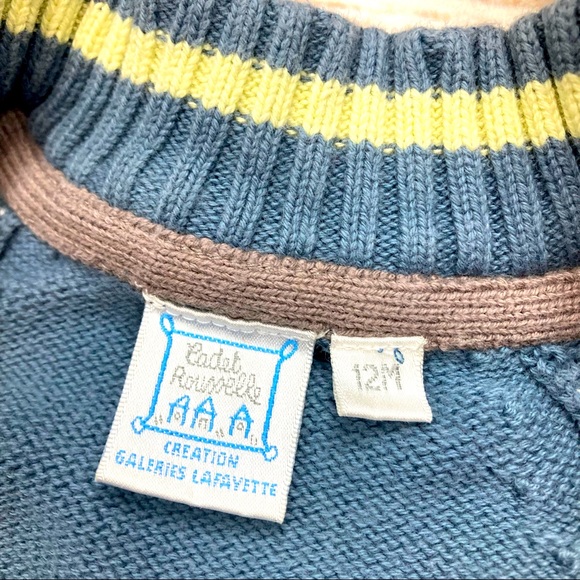 Cadet
Rousselle
CREATION
GALERIES LAFAYETTE
12M